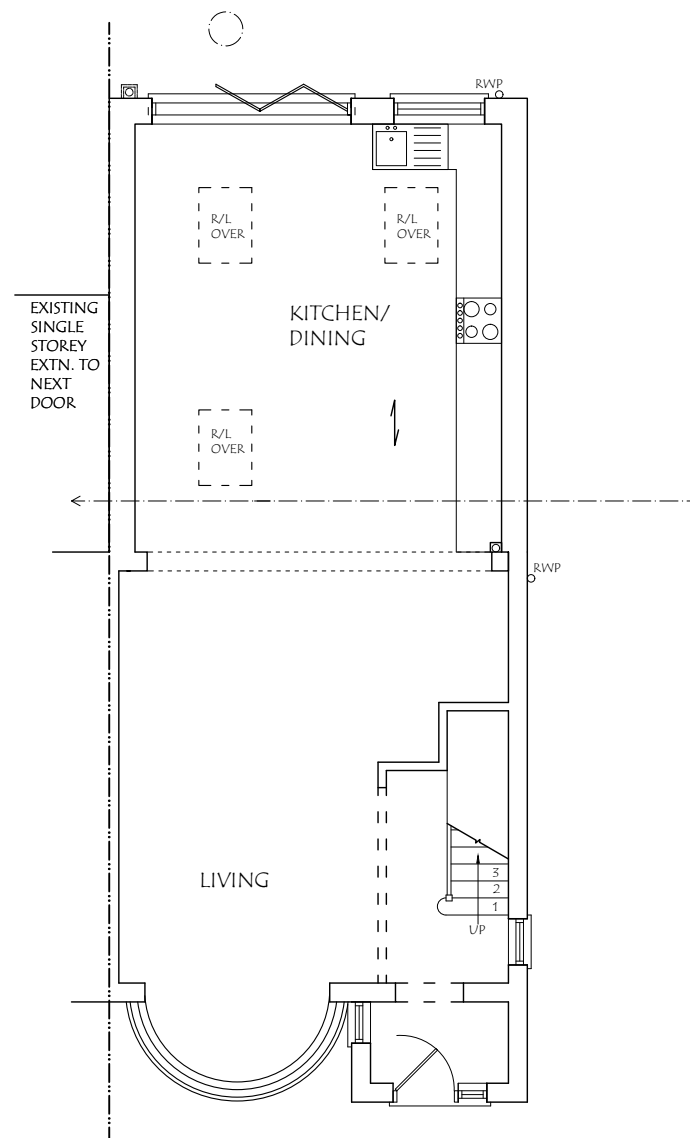 RWP
R/L
OVER
R/L
OVER
EXISTING
SINGLE
STOREY
EXTN. TO
NEXT
DOOR
KITCHEN/
DINING
R/L
OVER
RWP
LIVING
3
2
1
UP